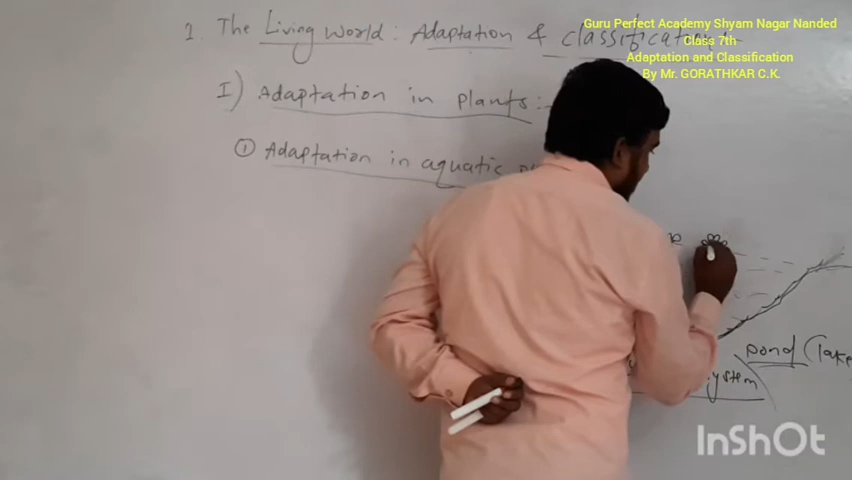 Guru Perfect Academy Shyam Nagar Nanded
Class 7th
Adaptation and Classification
By Mr. GORATHKAR C.K.
1. The Living World : Adaptation & classification:-
I) Adaptation in plants :-
① Adaptation in aquatic
pond (lake
system
InShOt